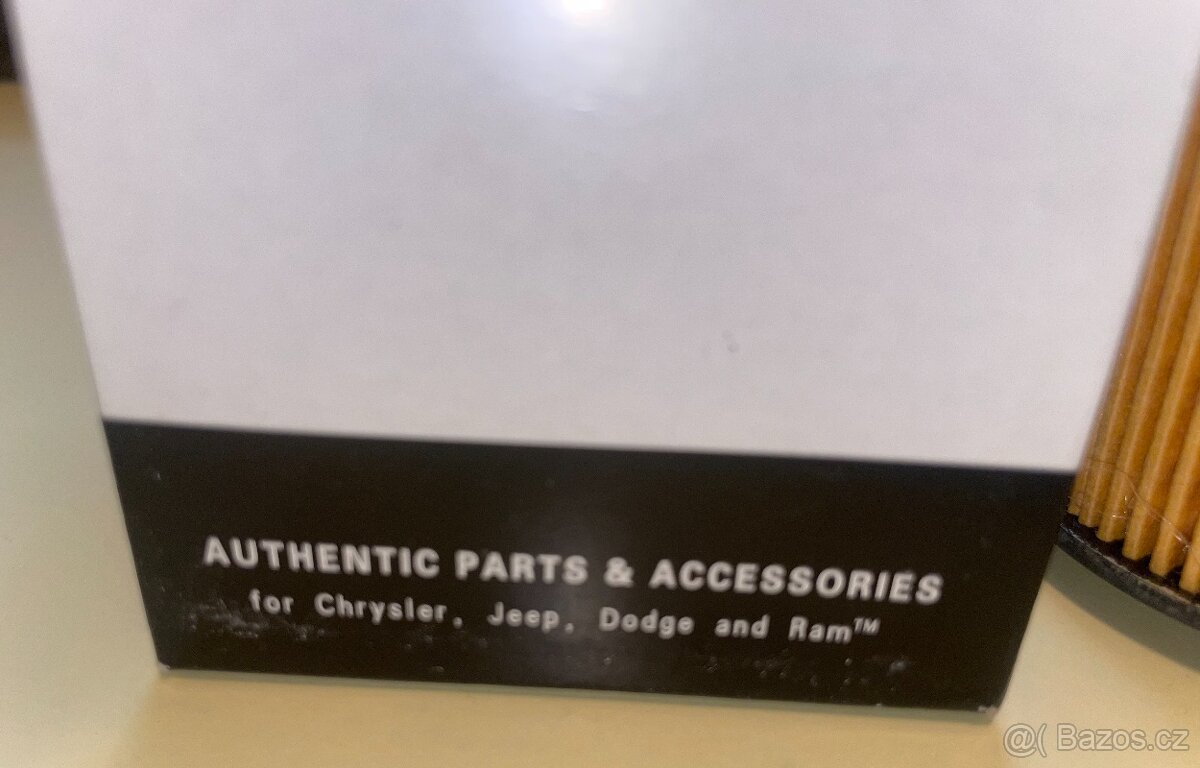 AUTHENTIC PARTS & ACCESSORIES
for Chrysler, Jeep, Dodge and Ram™
@( Bazos.cz